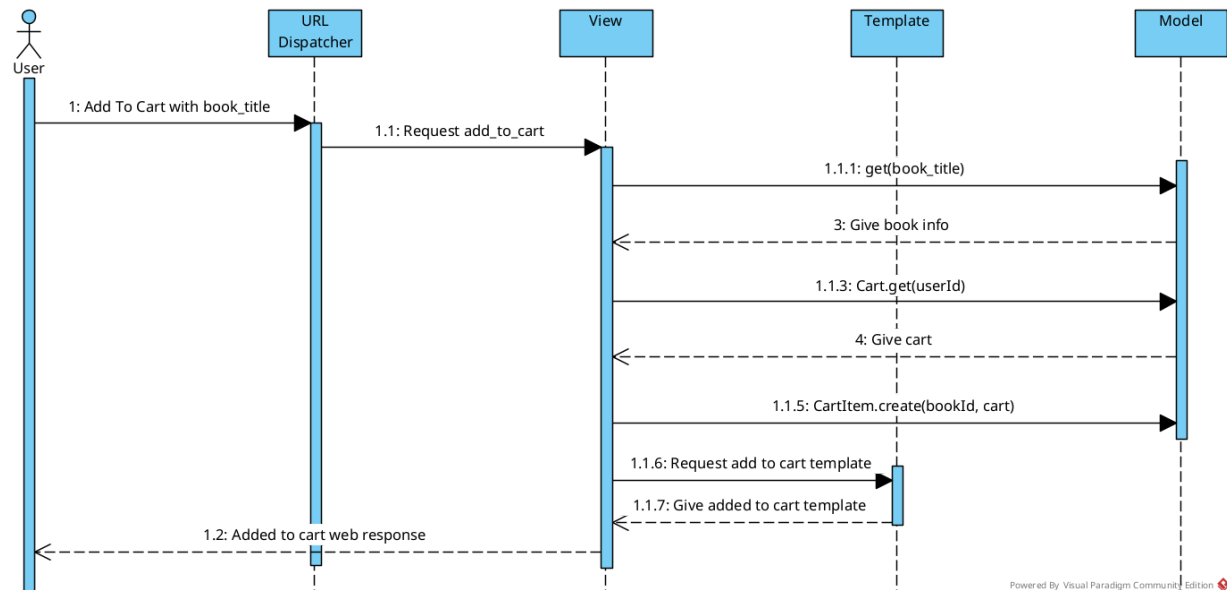 URL
Dispatcher
View
Template
Model
User
1: Add To Cart with book_title
1.1: Request add_to_cart
1.1.1: get(book_title)
3: Give book info
1.1.3: Cart.get(userId)
4: Give cart
1.1.5: CartItem.create(bookId, cart)
1.1.6: Request add to cart template
1.1.7: Give added to cart template
1.2: Added to cart web response
Powered By Visual Paradigm Community Edition